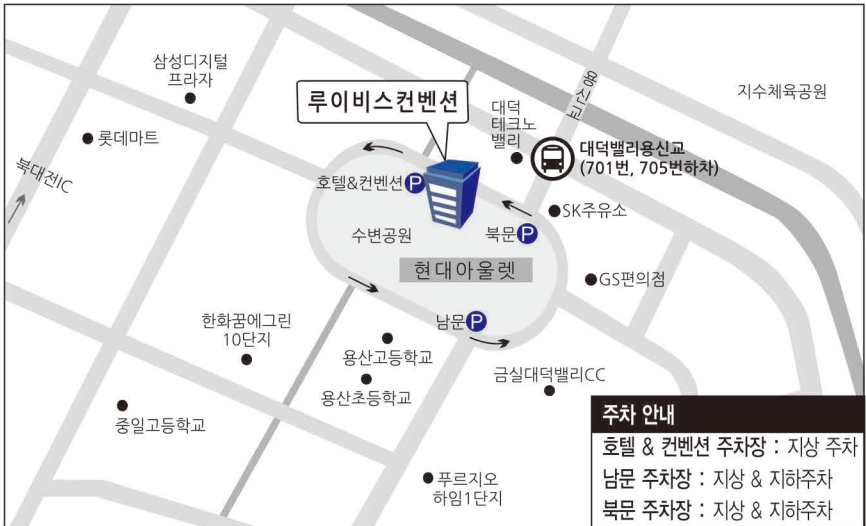 삼성디지털
프라자
롯데마트
북대전IC
루이비스컨벤션
호텔&컨벤션 P
대덕
테크노
밸리
용신교
지수체육공원
대덕밸리용신교
(701번, 705번하차)
SK주유소
수변공원
북문 P
현대아울렛
GS편의점
남문 P
한화꿈에그린
10단지
용산고등학교
용산초등학교
중일고등학교
금실대덕밸리CC
푸르지오
하임1단지
주차 안내
호텔 & 컨벤션 주차장 : 지상 주차
남문 주차장 : 지상 & 지하주차
북문 주차장 : 지상 & 지하주차